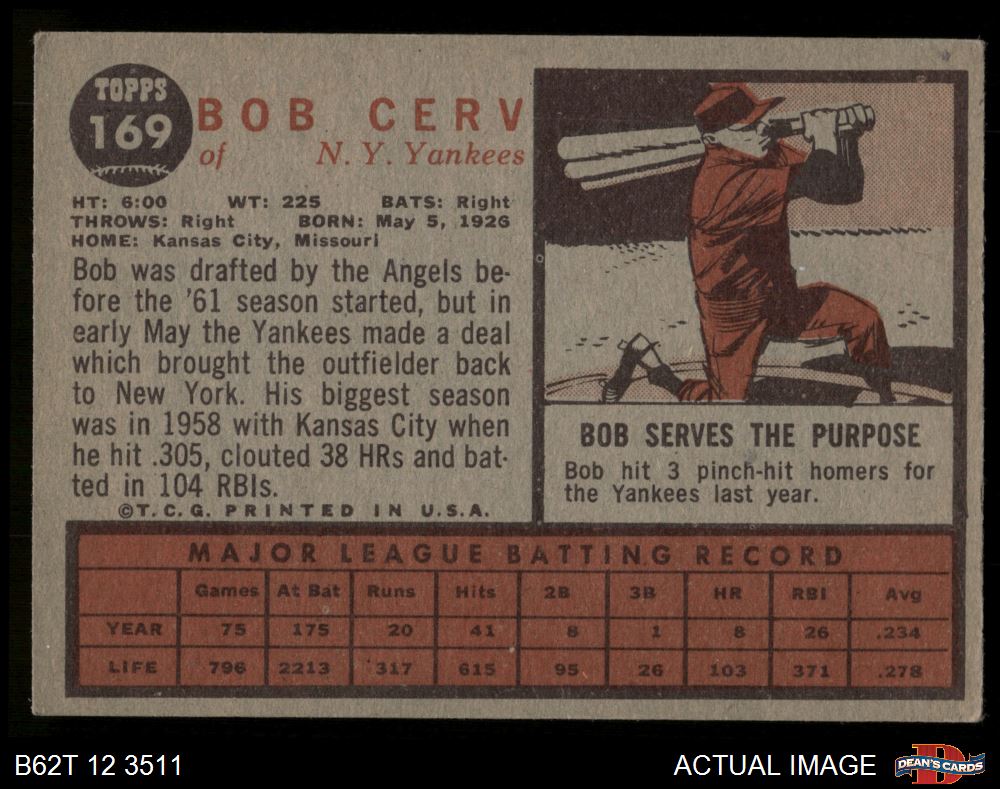 TOPPS
169
BOB CERV
of N. Y. Yankees
HT: 6:00 WT: 225 BATS: Right
THROWS: Right BORN: May 5, 1926
HOME: Kansas City, Missouri
Bob was drafted by the Angels be-
fore the '61 season started, but in
early May the Yankees made a deal
which brought the outfielder back
to New York. His biggest season
was in 1958 with Kansas City when
he hit .305, clouted 38 HRs and bat-
ted in 104 RBIs.
©T.C.G. PRINTED IN U.S.A.
BOB SERVES THE PURPOSE
Bob hit 3 pinch-hit homers for
the Yankees last year.
MAJOR LEAGUE BATTING RECORD
Games At Bat Runs Hits 2B 3B HR RBI Avg
YEAR 75 175 20 41 8 1 8 26 .234
LIFE 796 2213 317 615 95 26 103 371 .278
B62T 12 3511
ACTUAL IMAGE
D
DEAN'S CARDS